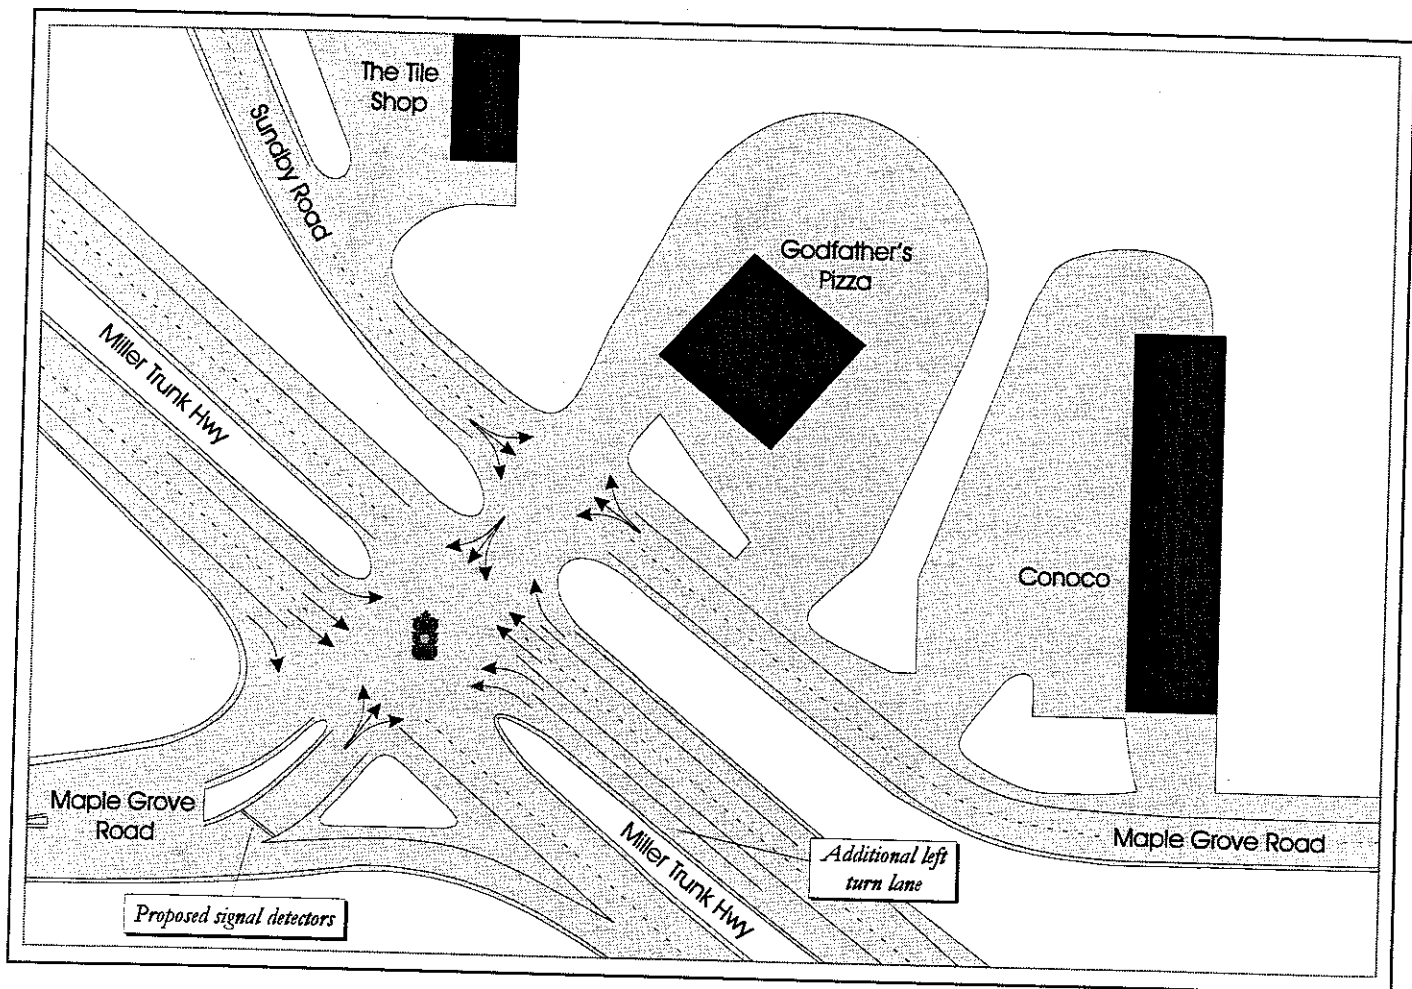 The Tile
Shop
Sundby Road
Godfather's
Pizza
Miller Trunk Hwy
Conoco
Maple Grove
Road
Maple Grove Road
Additional left
turn lane
Miller Trunk Hwy
Proposed signal detectors